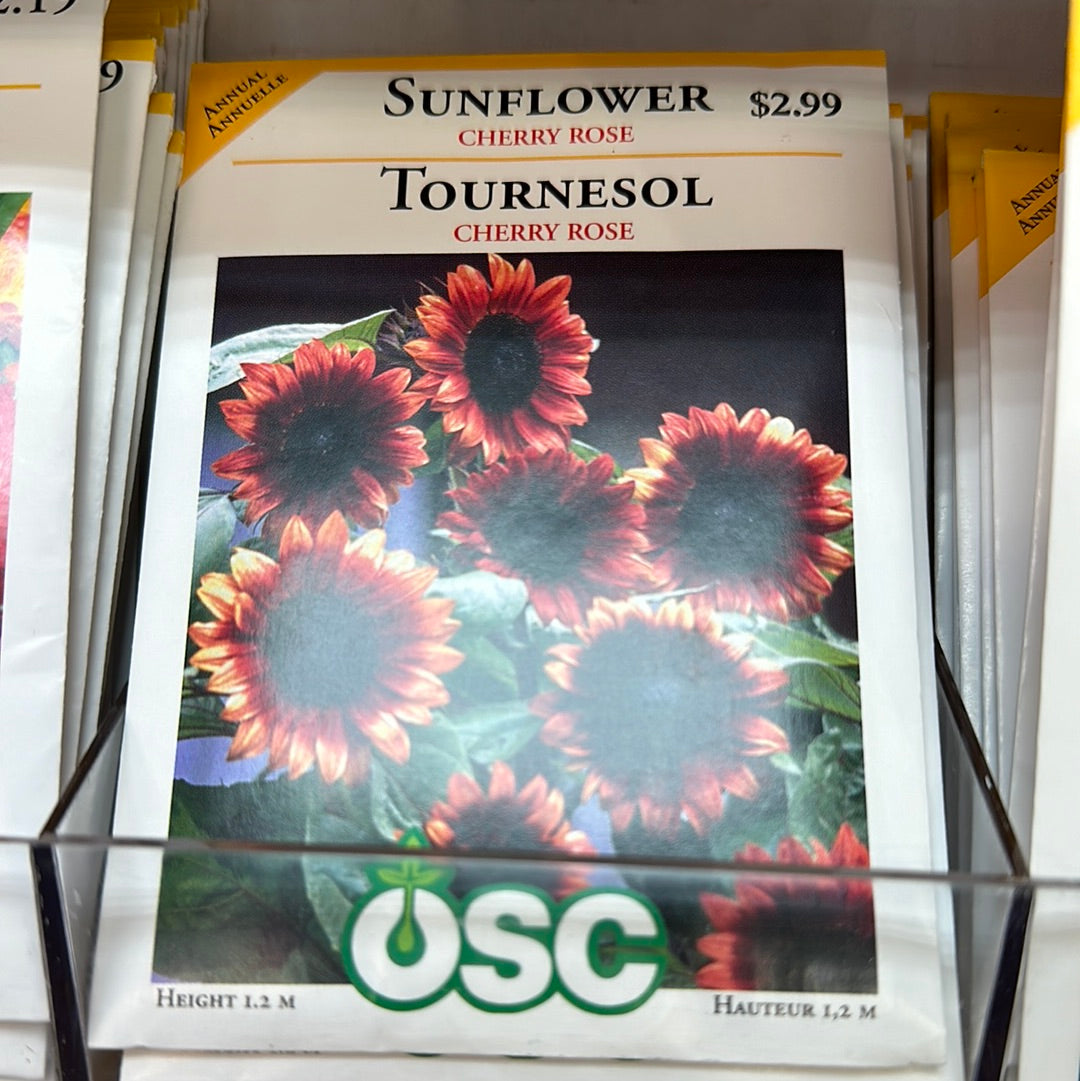 ANNUAL
ANNUELLE
SUNFLOWER
$2.99
CHERRY ROSE
TOURNESOL
CHERRY ROSE
OSC
HEIGHT 1.2 M
HAUTEUR 1,2 M